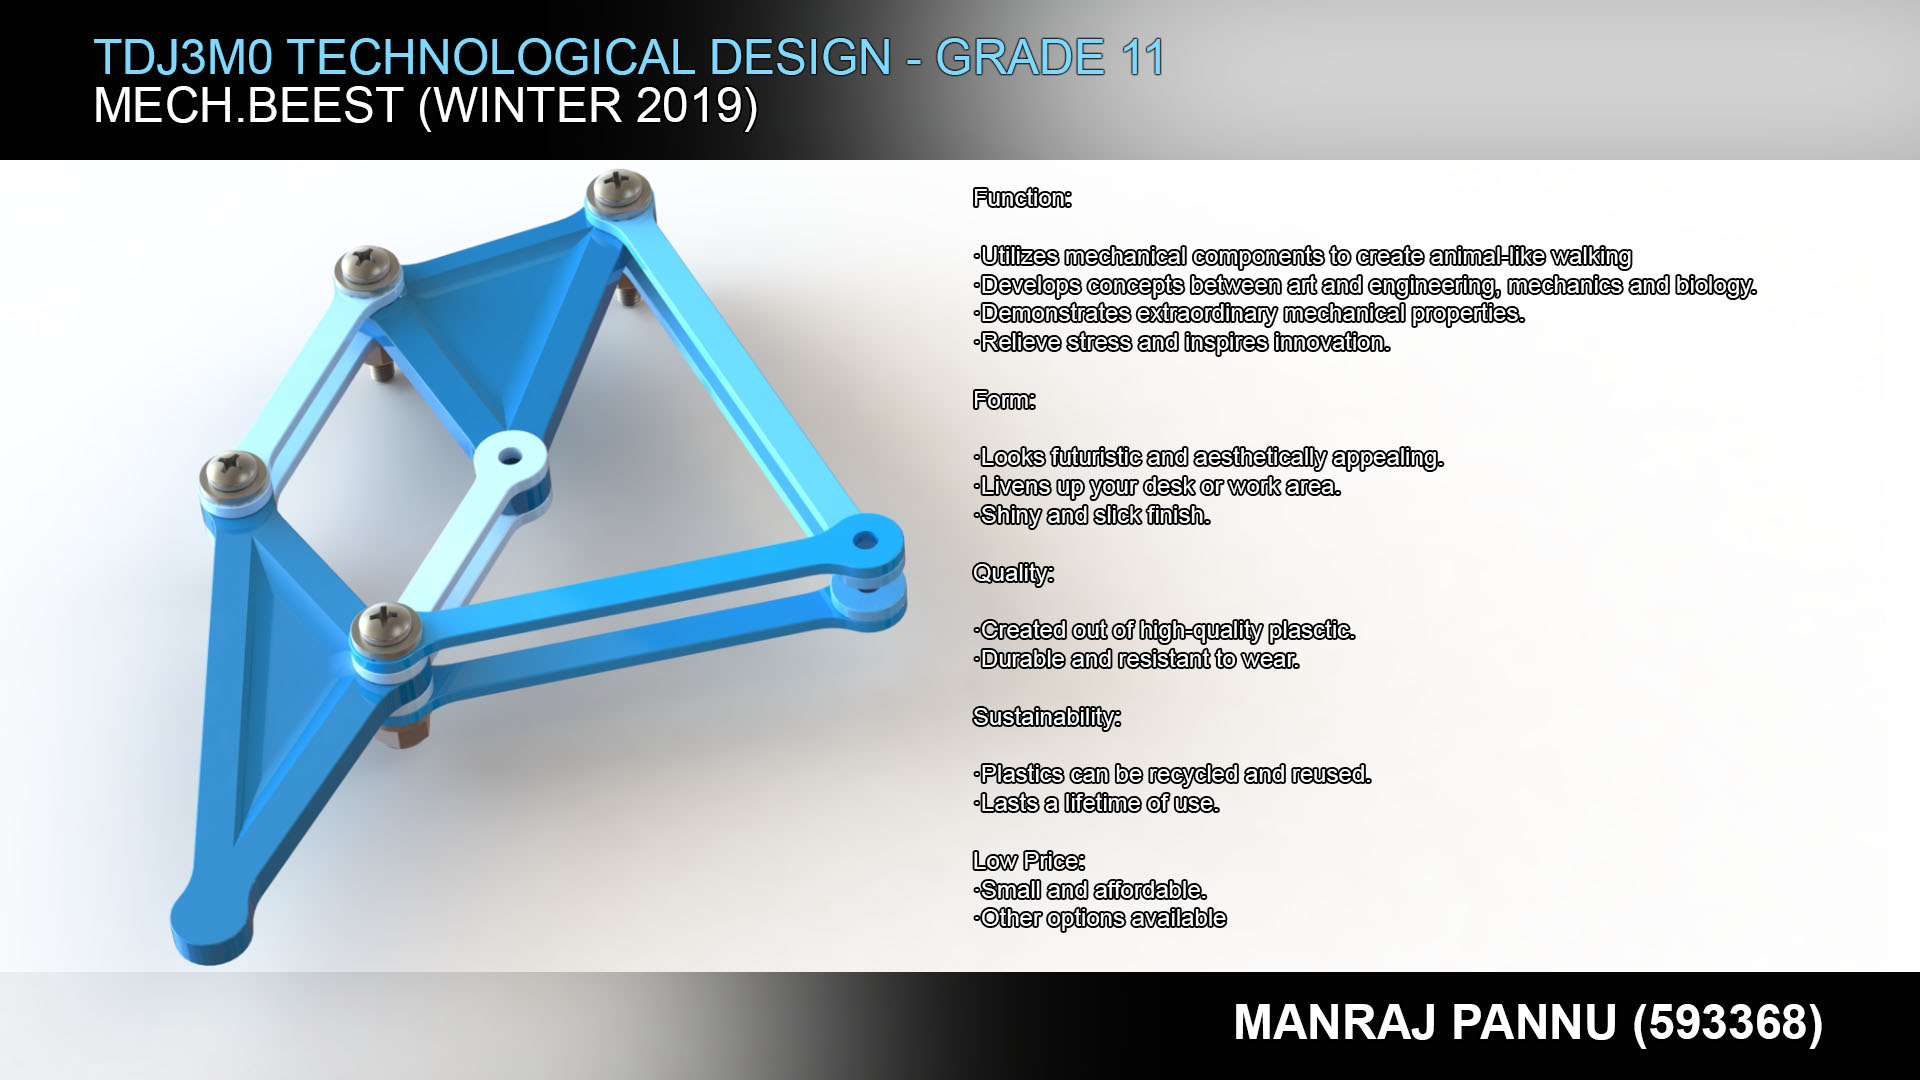 TDJ3M0 TECHNOLOGICAL DESIGN - GRADE 11
MECH.BEEST (WINTER 2019)
Function:
·Utilizes mechanical components to create animal-like walking
·Develops concepts between art and engineering, mechanics and biology.
·Demonstrates extraordinary mechanical properties.
·Relieve stress and inspires innovation.
Form:
·Looks futuristic and aesthetically appealing.
·Livens up your desk or work area.
·Shiny and slick finish.
Quality:
·Created out of high-quality plasctic.
·Durable and resistant to wear.
Sustainability:
·Plastics can be recycled and reused.
·Lasts a lifetime of use.
Low Price:
·Small and affordable.
·Other options available
MANRAJ PANNU (593368)